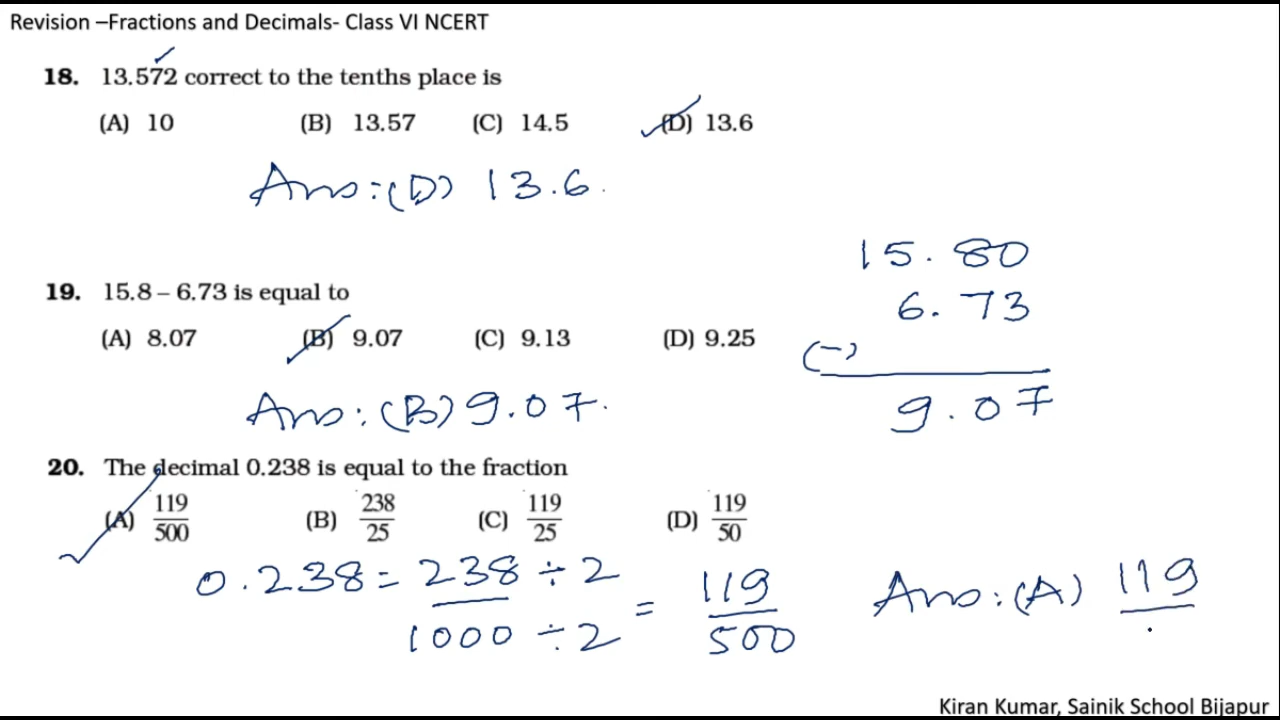 Revision –Fractions and Decimals- Class VI NCERT
18. 13.572 correct to the tenths place is
(A) 10 (B) 13.57 (C) 14.5 (D) 13.6
Ans:(D) 13.6.
15.80
19. 15.8 – 6.73 is equal to
6.73
(A) 8.07 (B) 9.07 (C) 9.13 (D) 9.25
(-)
Ans: (B) 9.07.
9.07
20. The decimal 0.238 is equal to the fraction
(A) 119/500 (B) 238/25 (C) 119/25 (D) 119/50
0.238 = 238 ÷ 2 / 1000 ÷ 2 = 119/500 Ans: (A) 119
Kiran Kumar, Sainik School Bijapur